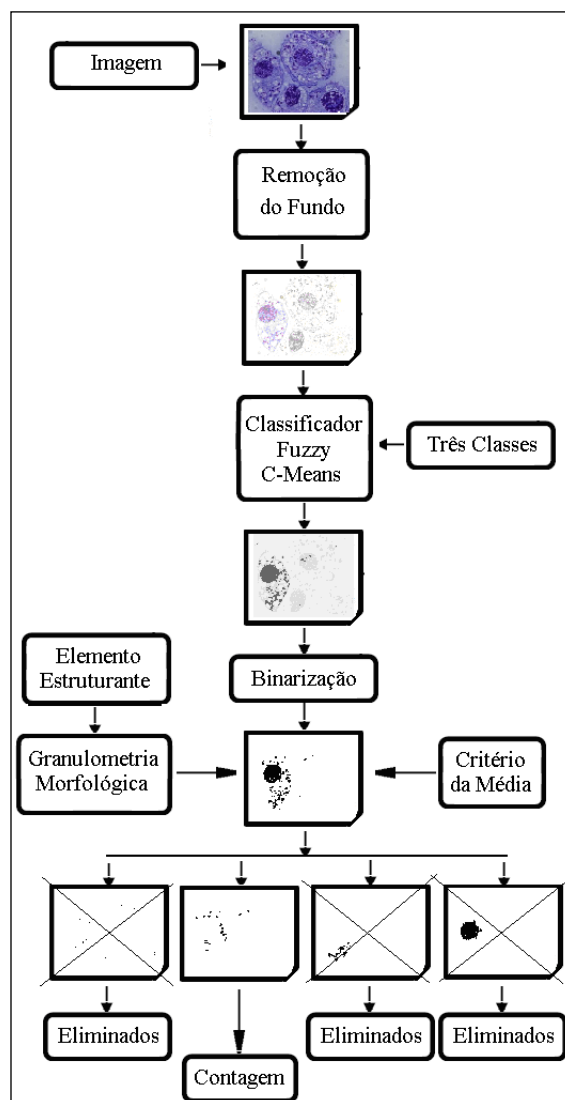 Imagem
Remoção
do Fundo
Classificador
Fuzzy
C-Means
Três Classes
Elemento
Estruturante
Binarização
Granulometria
Morfológica
Critério
da Média
Eliminados
Contagem
Eliminados
Eliminados